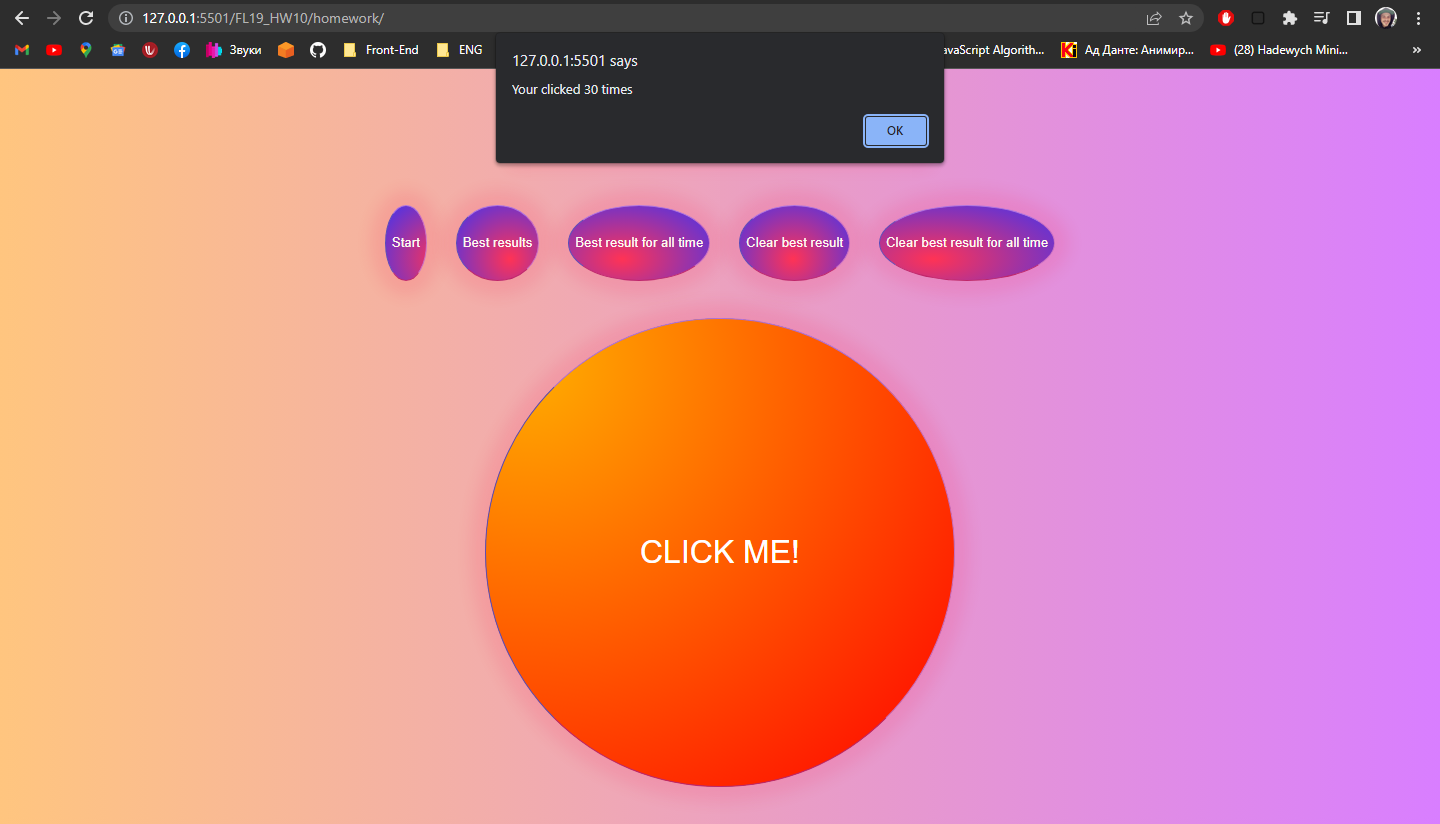 127.0.0.1:5501/FL19_HW10/homework/
Звуки Front-End ENG avaScript Algorith... Ад Данте: Анимир... (28) Hadewych Mini... »
127.0.0.1:5501 says
Your clicked 30 times
OK
Start Best results Best result for all time Clear best result Clear best result for all time
CLICK ME!